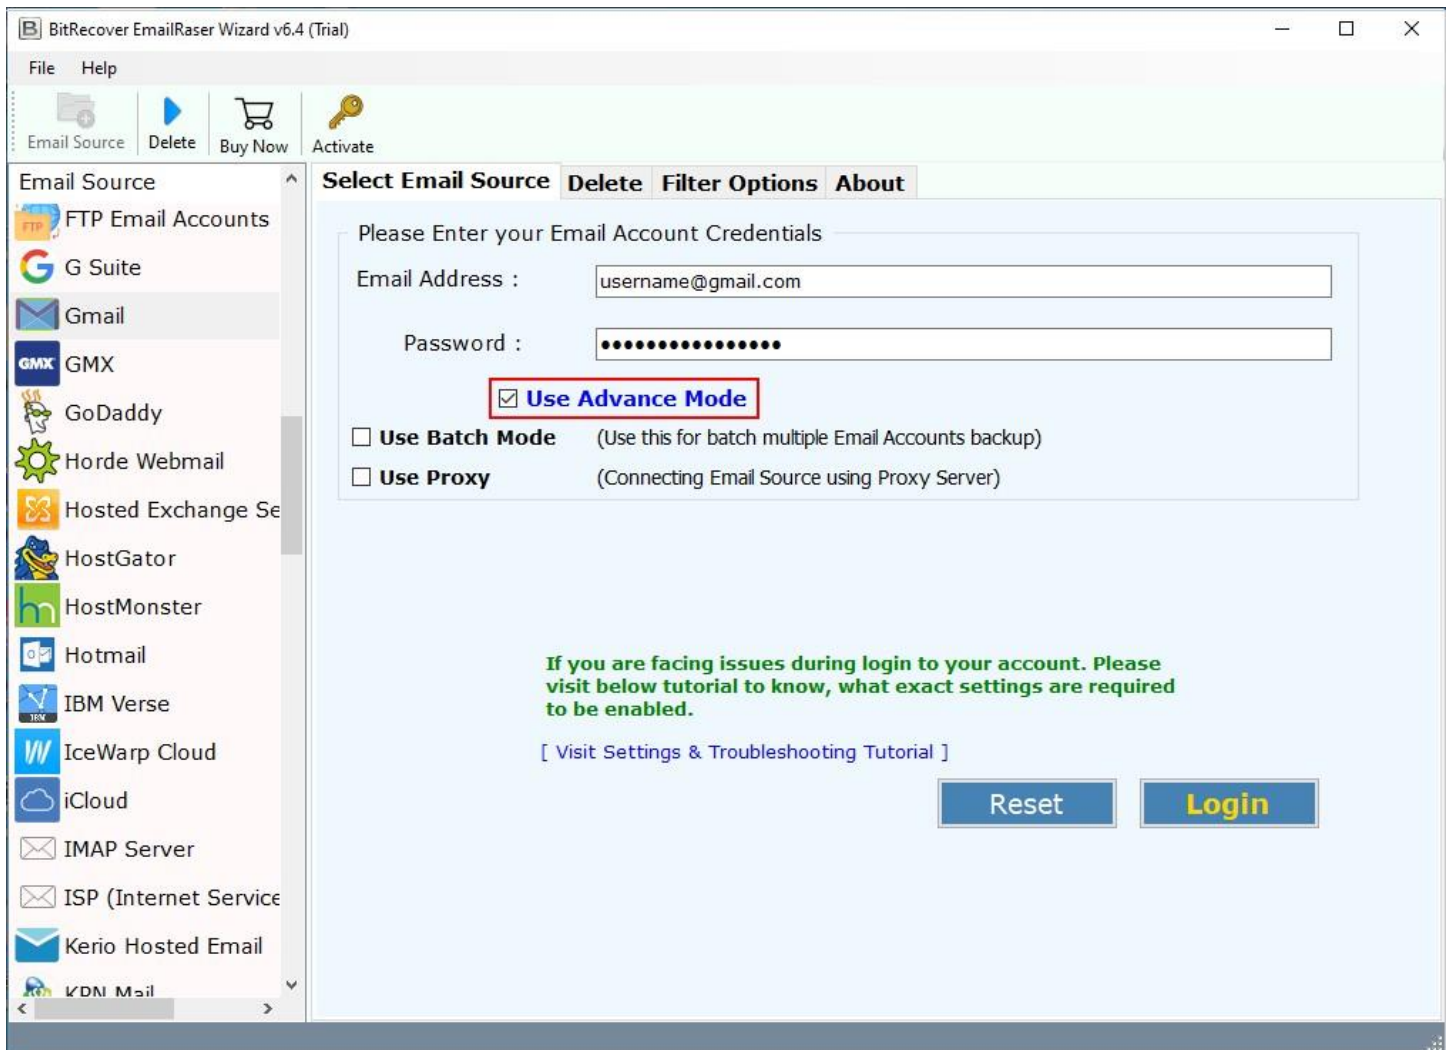 BitRecover EmailRaser Wizard v6.4 (Trial)
File Help
Email Source Delete Buy Now Activate
Email Source
FTP Email Accounts
G Suite
Gmail
GMX GMX
GoDaddy
Horde Webmail
Hosted Exchange Se
HostGator
HostMonster
Hotmail
IBM Verse
IceWarp Cloud
iCloud
IMAP Server
ISP (Internet Service
Kerio Hosted Email
KPN Mail
Select Email Source Delete Filter Options About
Please Enter your Email Account Credentials
Email Address : username@gmail.com
Password : ••••••••••••••••
Use Advance Mode
Use Batch Mode (Use this for batch multiple Email Accounts backup)
Use Proxy (Connecting Email Source using Proxy Server)
If you are facing issues during login to your account. Please
visit below tutorial to know, what exact settings are required
to be enabled.
[ Visit Settings & Troubleshooting Tutorial ]
Reset Login